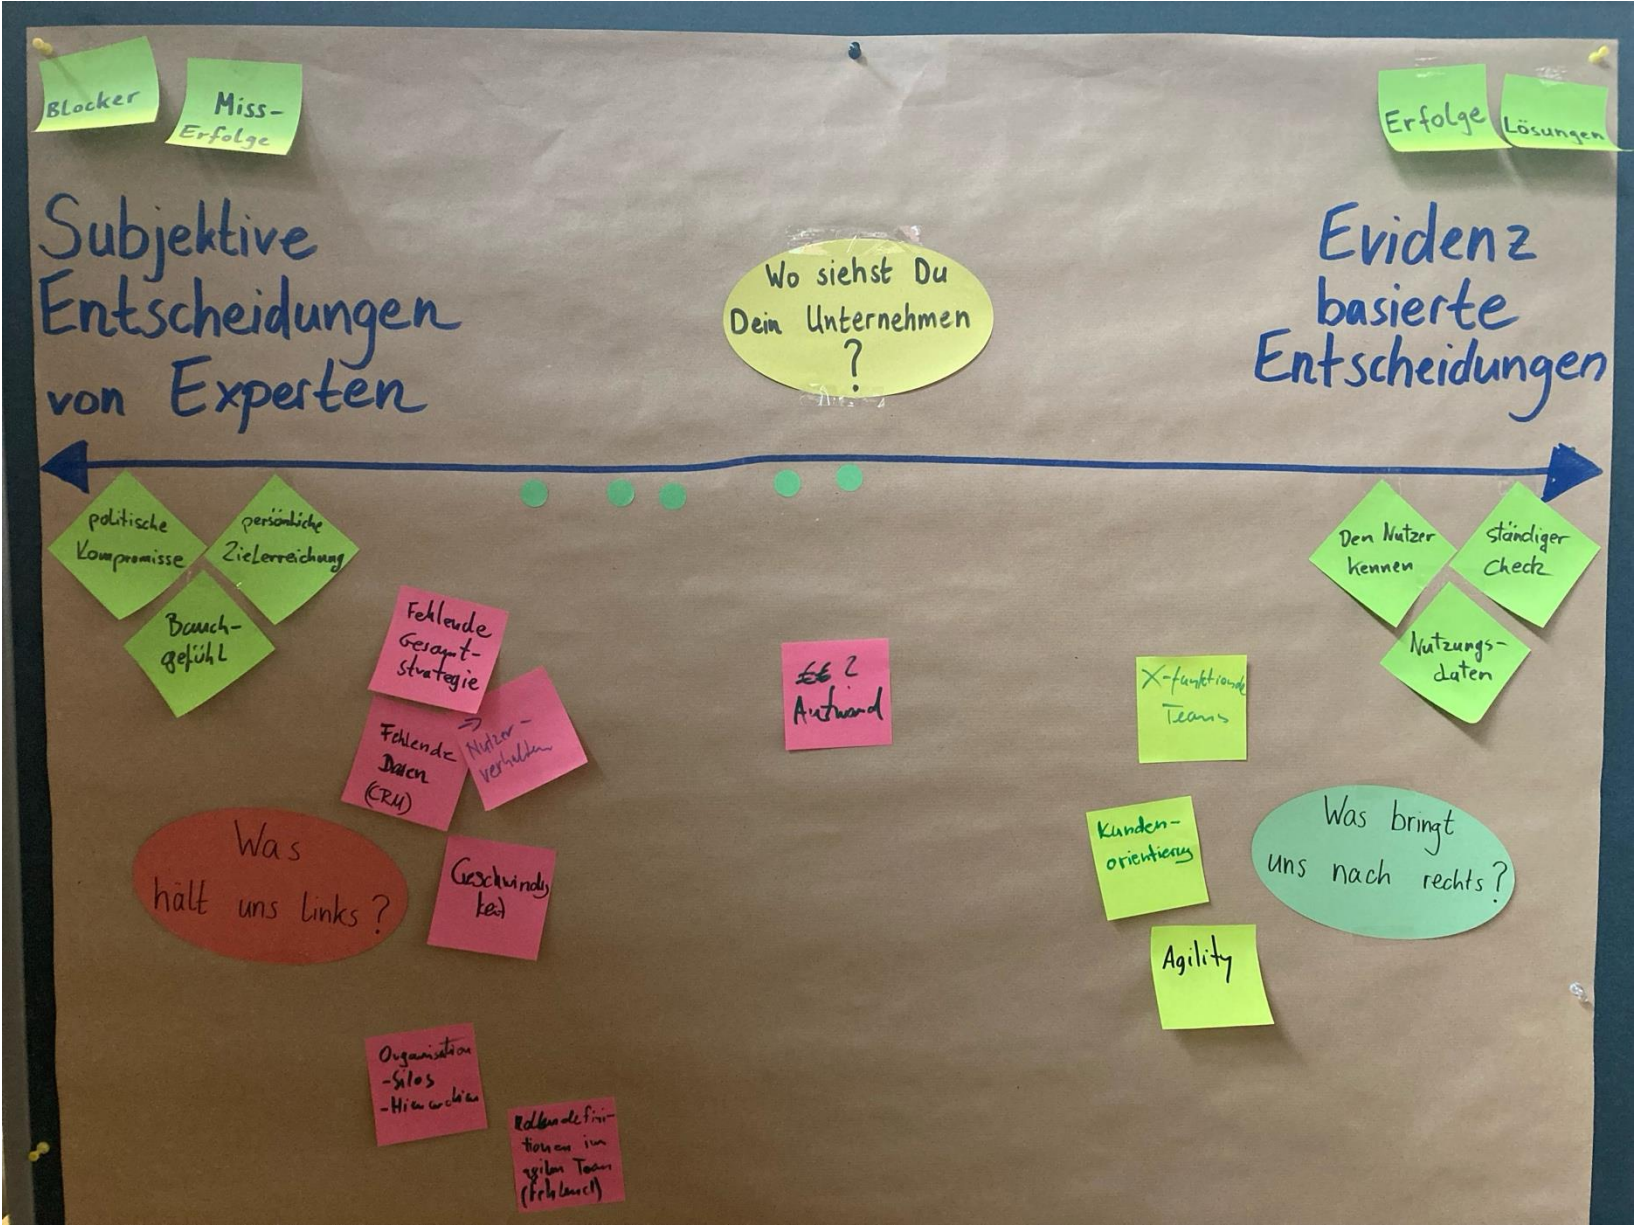 Blocker
Miss-
Erfolge
Erfolge
Lösungen
Subjektive
Entscheidungen
von Experten
Wo siehst Du
Dein Unternehmen
?
Evidenz
basierte
Entscheidungen
politische
Kompromisse
persönliche
Zielerreichung
Bauch-
gefühl
Den Nutzer
kennen
ständiger
Check
Nutzungs-
daten
Fehlende
Gesamt-
strategie
Fehlende
Daten
(CRM)
→
Nutzer-
verhalten
Geschwindig
keit
Was
hält uns links?
Organisation
-Silos
-Hierarchien
Rollendefini-
tionen im
agilen Team
(fehlend)
€€ ?
Aufwand
X-funktionale
Teams
Kunden-
orientierung
Agility
Was bringt
uns nach rechts?